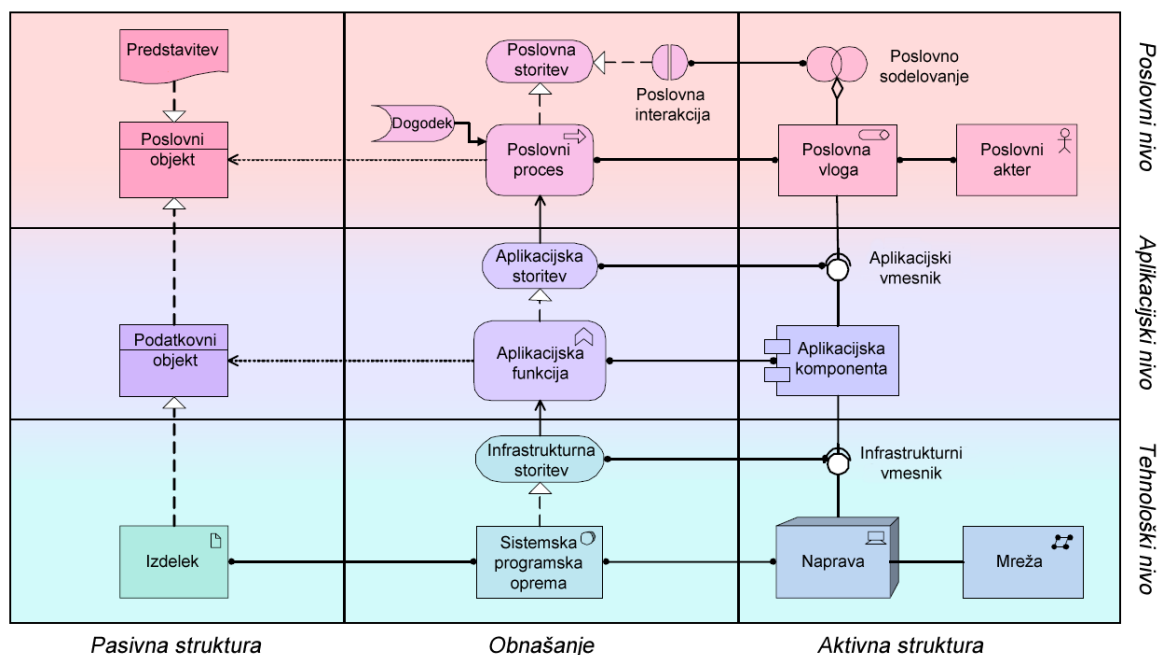 Predstavitev
Poslovna
storitev
Poslovna
interakcija
Poslovno
sodelovanje
Dogodek
Poslovni
objekt
Poslovni
proces
Poslovna
vloga
Poslovni
akter
Poslovni nivo
Aplikacijska
storitev
Aplikacijski
vmesnik
Podatkovni
objekt
Aplikacijska
funkcija
Aplikacijska
komponenta
Aplikacijski nivo
Infrastrukturna
storitev
Infrastrukturni
vmesnik
Izdelek
Sistemska
programska
oprema
Naprava
Mreža
Tehnološki nivo
Pasivna struktura
Obnašanje
Aktivna struktura